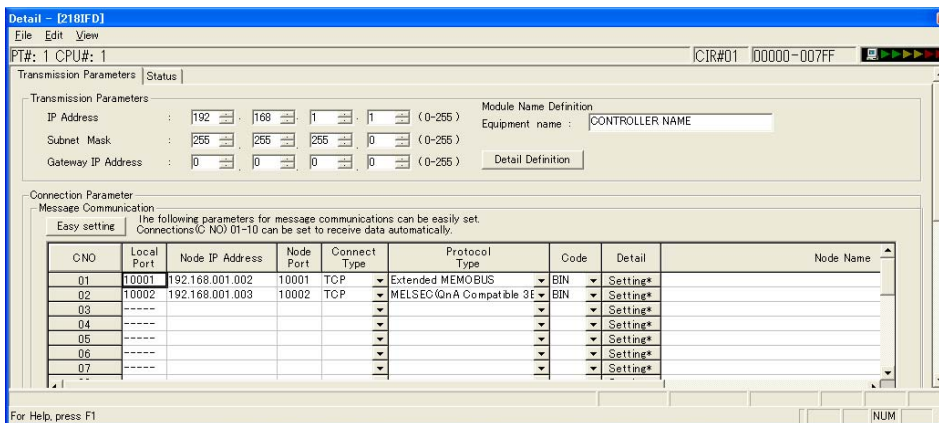 Detail - [218IFD]
File Edit View
PT#: 1 CPU#: 1 CIR#01 00000-007FF
Transmission Parameters Status
Transmission Parameters
IP Address : 192 . 168 . 1 . 1 (0-255)
Subnet Mask : 255 . 255 . 255 . 0 (0-255)
Gateway IP Address : 0 . 0 . 0 . 0 (0-255)
Module Name Definition
Equipment name : CONTROLLER NAME
Detail Definition
Connection Parameter
Message Communication
Easy setting
The following parameters for message communications can be easily set.
Connections(C NO) 01-10 can be set to receive data automatically.
CNO Local Port Node IP Address Node Port Connect Type Protocol Type Code Detail Node Name
01 10001 192.168.001.002 10001 TCP Extended MEMOBUS BIN Setting*
02 10002 192.168.001.003 10002 TCP MELSEC(QnA Compatible 3E BIN Setting*
03 ----- Setting*
04 ----- Setting*
05 ----- Setting*
06 ----- Setting*
07 ----- Setting*
For Help, press F1 NUM